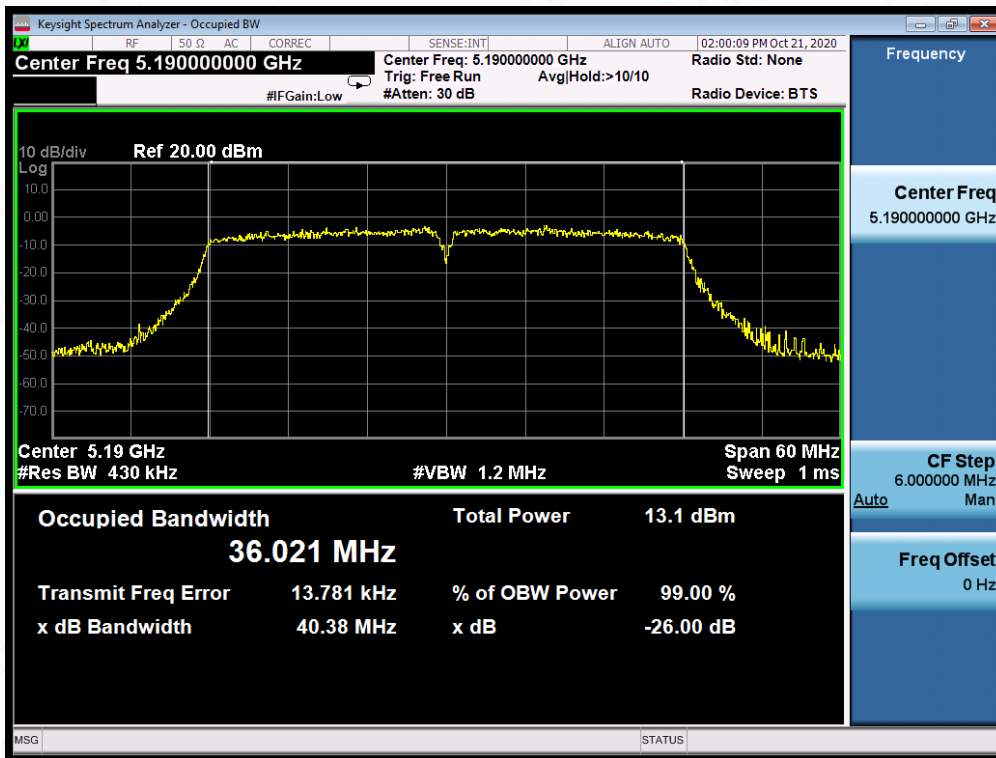 Keysight Spectrum Analyzer - Occupied BW
LXI RF 50 Ω AC CORREC SENSE:INT ALIGN AUTO 02:00:09 PM Oct 21, 2020
Center Freq 5.190000000 GHz
#IFGain:Low
Center Freq: 5.190000000 GHz
Trig: Free Run Avg|Hold:>10/10
#Atten: 30 dB
Radio Std: None
Radio Device: BTS
Frequency
10 dB/div Ref 20.00 dBm
Log
10.0
0.00
-10.0
-20.0
-30.0
-40.0
-50.0
-60.0
-70.0
Center 5.19 GHz Span 60 MHz
#Res BW 430 kHz #VBW 1.2 MHz Sweep 1 ms
Occupied Bandwidth Total Power 13.1 dBm
36.021 MHz
Transmit Freq Error 13.781 kHz % of OBW Power 99.00 %
x dB Bandwidth 40.38 MHz x dB -26.00 dB
Center Freq
5.190000000 GHz
CF Step
6.000000 MHz
Auto Man
Freq Offset
0 Hz
MSG STATUS